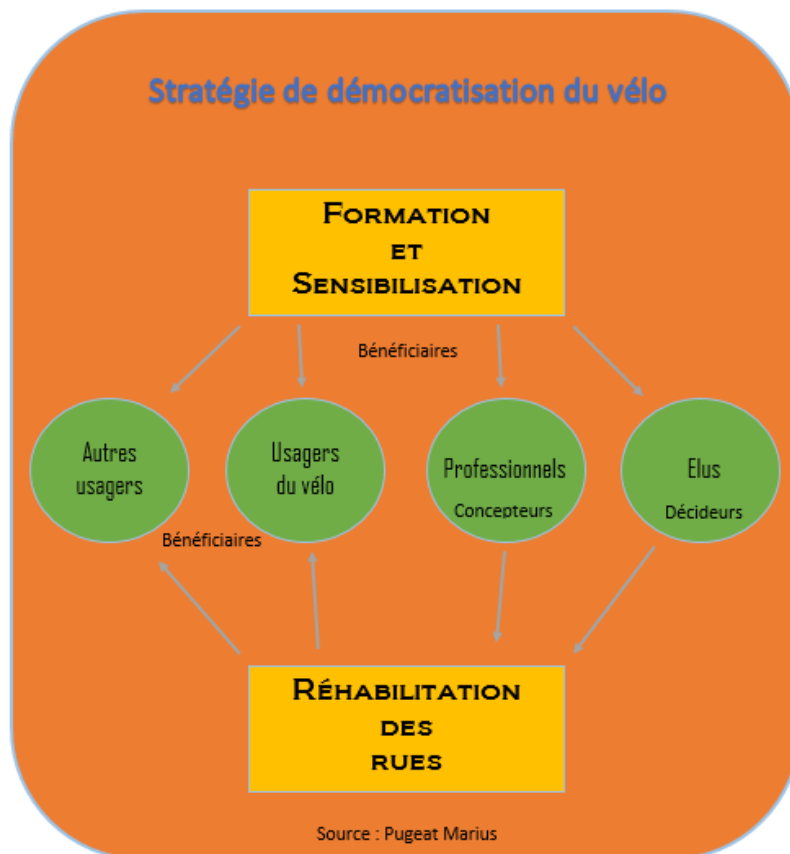 Stratégie de démocratisation du vélo
Formation
et
Sensibilisation
Bénéficiaires
Autres
usagers
Usagers
du vélo
Professionnels
Concepteurs
Elus
Décideurs
Bénéficiaires
Réhabilitation
des
rues
Source : Pugeat Marius